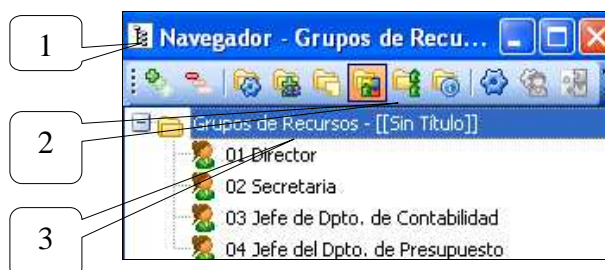 1
Navegador - Grupos de Recu...
2
Grupos de Recursos - [[Sin Título]]
01 Director
02 Secretaria
03 Jefe de Dpto. de Contabilidad
3
04 Jefe del Dpto. de Presupuesto